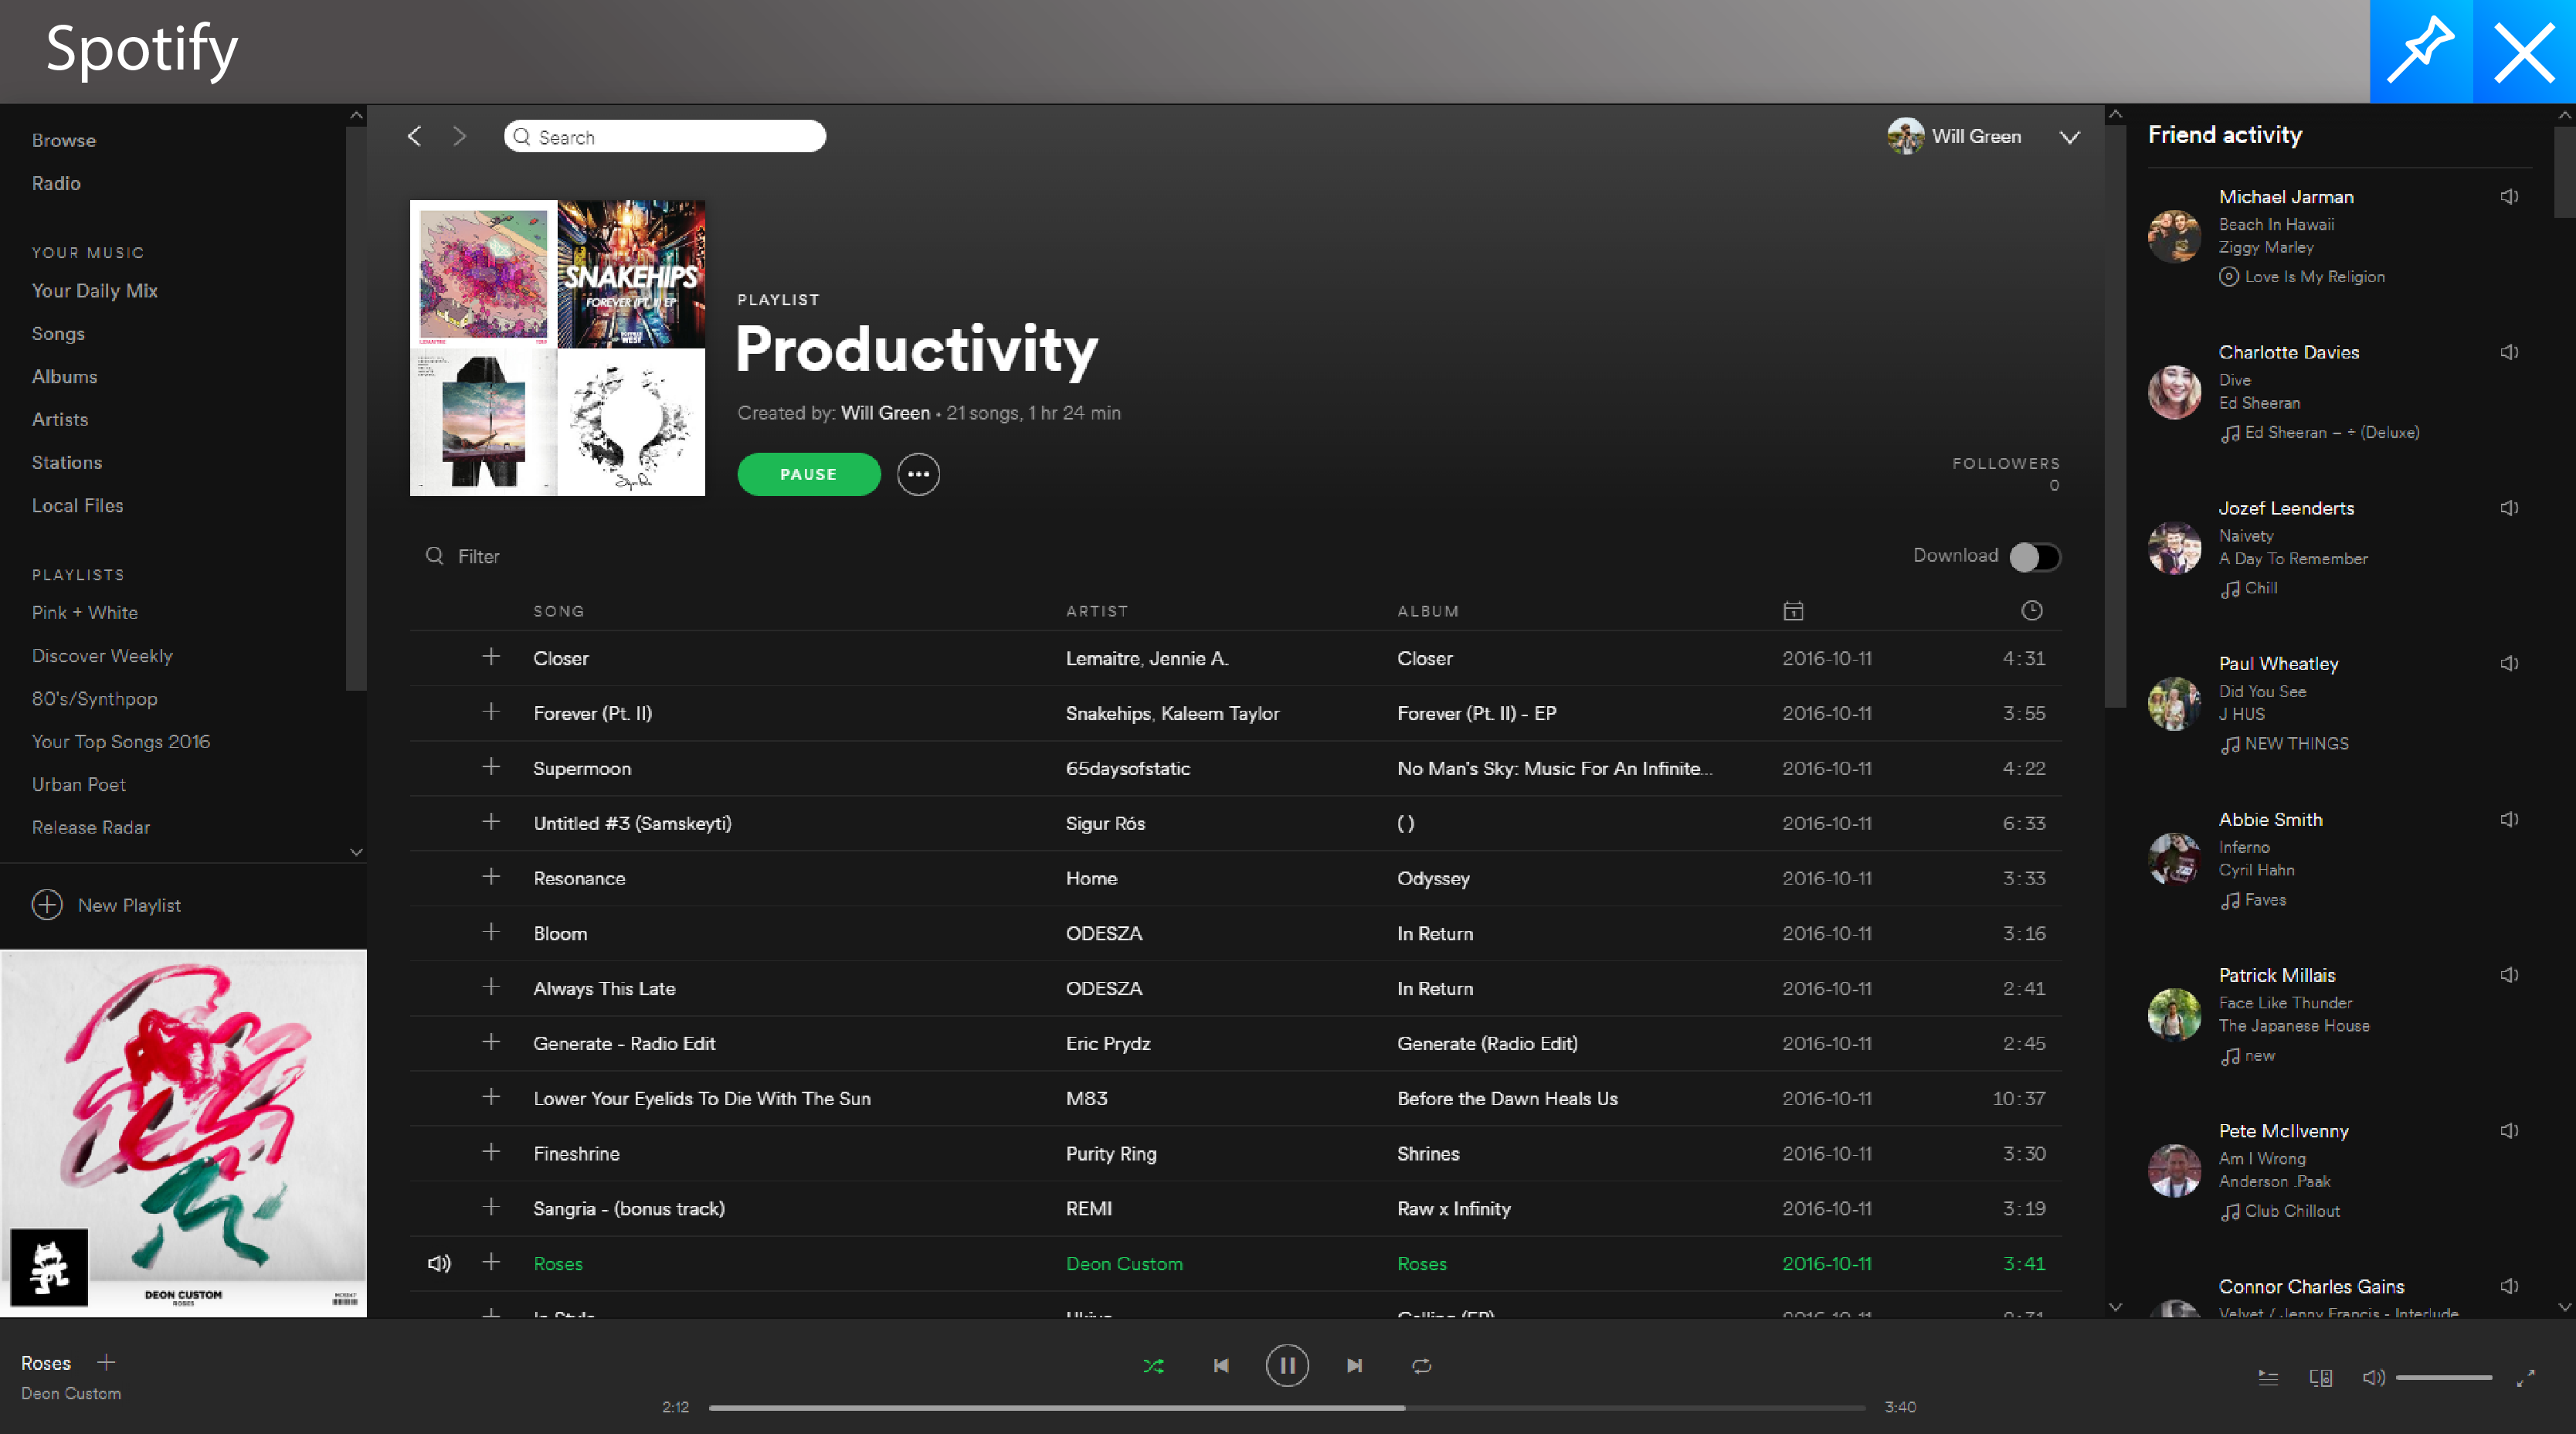 Spotify
Browse
Radio
YOUR MUSIC
Your Daily Mix
Songs
Albums
Artists
Stations
Local Files
PLAYLISTS
Pink + White
Discover Weekly
80's/Synthpop
Your Top Songs 2016
Urban Poet
Release Radar
New Playlist
DEON CUSTOM
ROSES
Search
Will Green
SNAKEHIPS
FOREVER (PT. II) EP
PLAYLIST
Productivity
Created by: Will Green • 21 songs, 1 hr 24 min
PAUSE
FOLLOWERS
0
Filter
Download
SONG ARTIST ALBUM
Closer Lemaitre, Jennie A. Closer 2016-10-11 4:31
Forever (Pt. II) Snakehips, Kaleem Taylor Forever (Pt. II) - EP 2016-10-11 3:55
Supermoon 65daysofstatic No Man's Sky: Music For An Infinite... 2016-10-11 4:22
Untitled #3 (Samskeyti) Sigur Rós ( ) 2016-10-11 6:33
Resonance Home Odyssey 2016-10-11 3:33
Bloom ODESZA In Return 2016-10-11 3:16
Always This Late ODESZA In Return 2016-10-11 2:41
Generate - Radio Edit Eric Prydz Generate (Radio Edit) 2016-10-11 2:45
Lower Your Eyelids To Die With The Sun M83 Before the Dawn Heals Us 2016-10-11 10:37
Fineshrine Purity Ring Shrines 2016-10-11 3:30
Sangria - (bonus track) REMI Raw x Infinity 2016-10-11 3:19
Roses Deon Custom Roses 2016-10-11 3:41
Friend activity
Michael Jarman
Beach In Hawaii
Ziggy Marley
Love Is My Religion
Charlotte Davies
Dive
Ed Sheeran
Ed Sheeran – ÷ (Deluxe)
Jozef Leenderts
Naivety
A Day To Remember
Chill
Paul Wheatley
Did You See
J HUS
NEW THINGS
Abbie Smith
Inferno
Cyril Hahn
Faves
Patrick Millais
Face Like Thunder
The Japanese House
new
Pete McIlvenny
Am I Wrong
Anderson .Paak
Club Chillout
Connor Charles Gains
Velvet / Jenny Francis - Interlude
Roses
Deon Custom
2:12
3:40